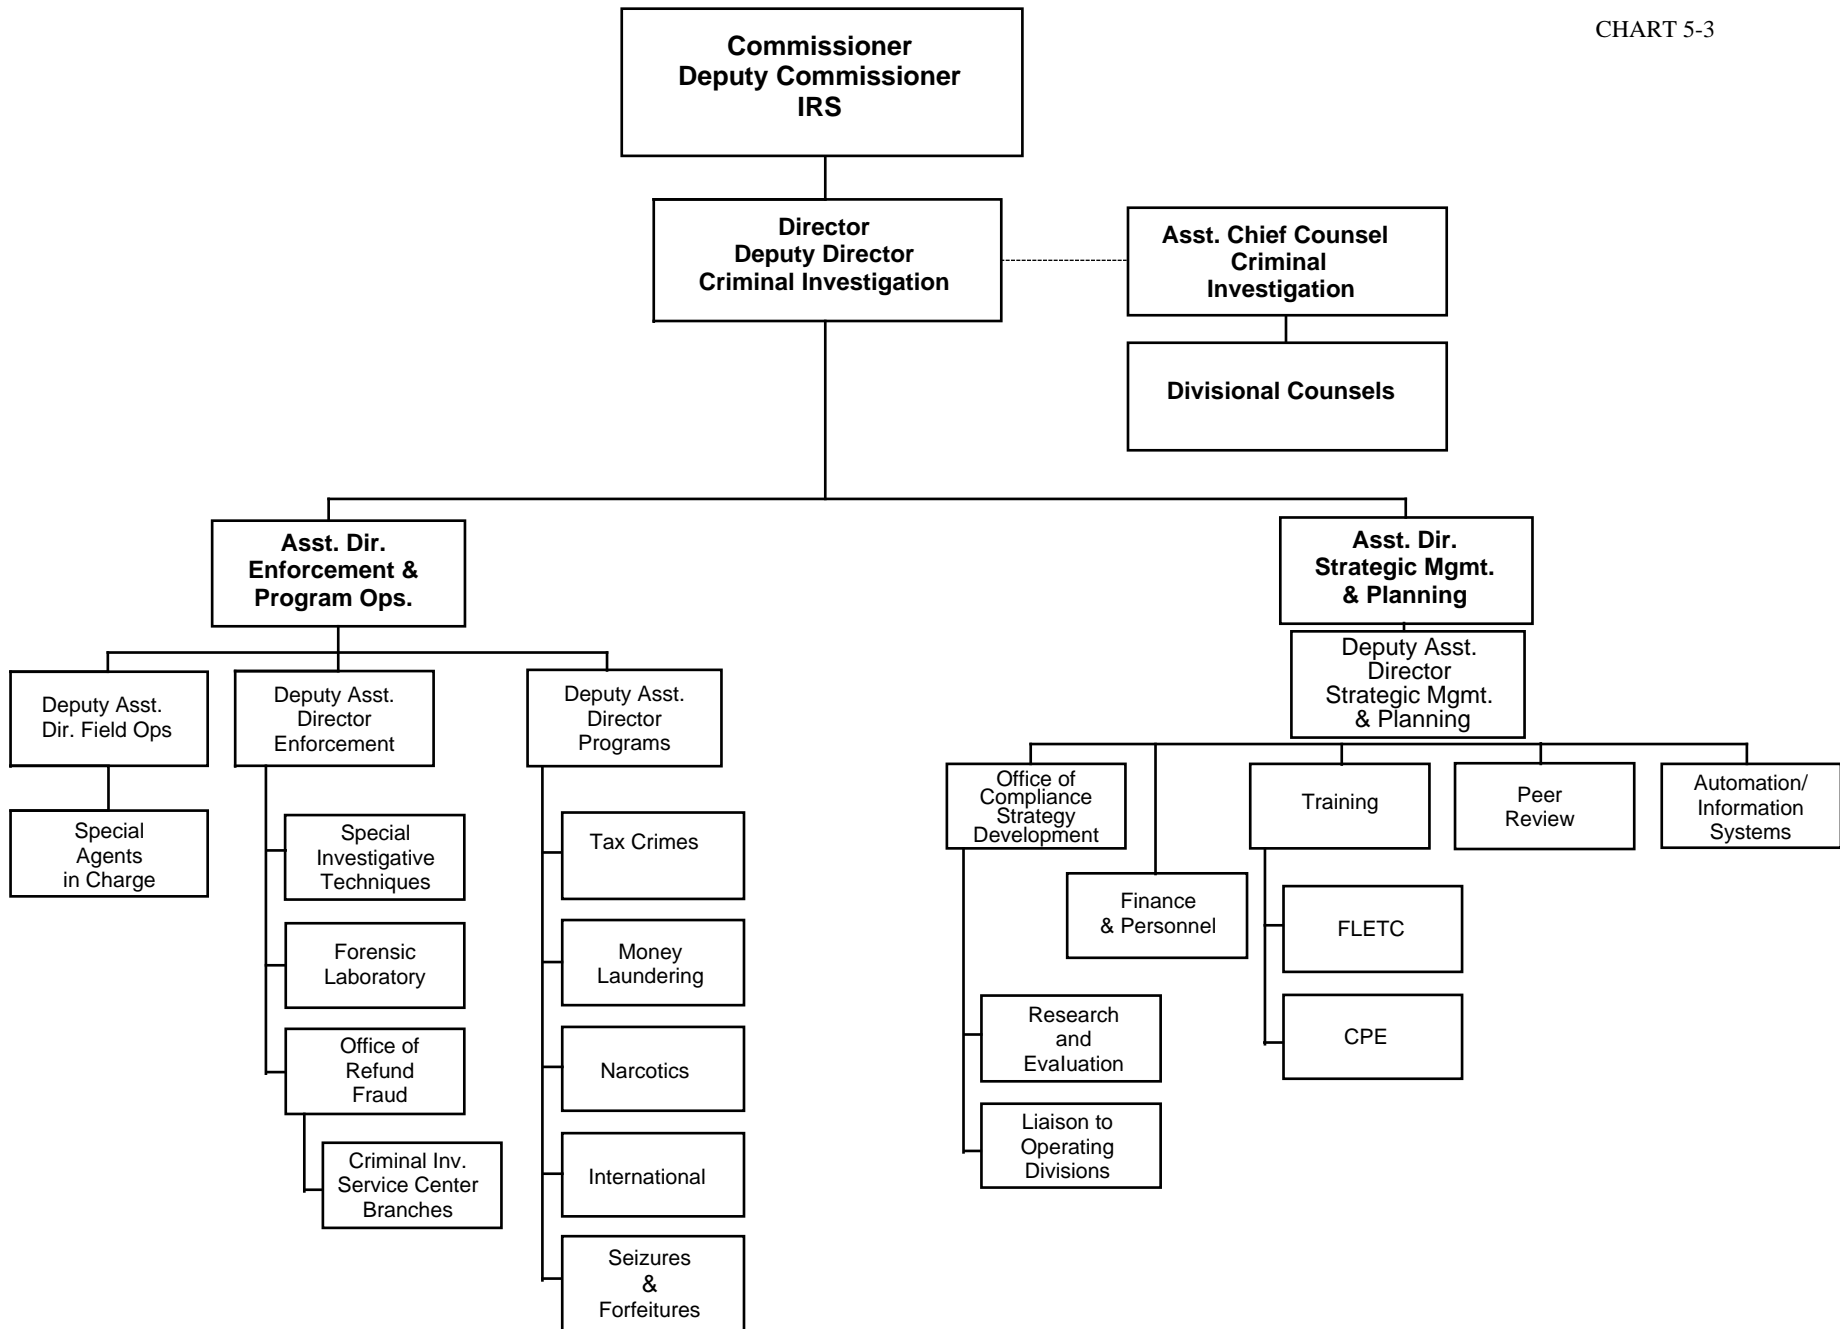 CHART 5-3
Commissioner
Deputy Commissioner
IRS
Director
Deputy Director
Criminal Investigation
Asst. Chief Counsel
Criminal
Investigation
Divisional Counsels
Asst. Dir.
Enforcement &
Program Ops.
Asst. Dir.
Strategic Mgmt.
& Planning
Deputy Asst.
Dir. Field Ops
Deputy Asst.
Director
Enforcement
Deputy Asst.
Director
Programs
Deputy Asst.
Director
Strategic Mgmt.
& Planning
Special
Agents
in Charge
Special
Investigative
Techniques
Forensic
Laboratory
Office of
Refund
Fraud
Criminal Inv.
Service Center
Branches
Tax Crimes
Money
Laundering
Narcotics
International
Seizures
&
Forfeitures
Office of
Compliance
Strategy
Development
Finance
& Personnel
Training
Peer
Review
Automation/
Information
Systems
Research
and
Evaluation
Liaison to
Operating
Divisions
FLETC
CPE